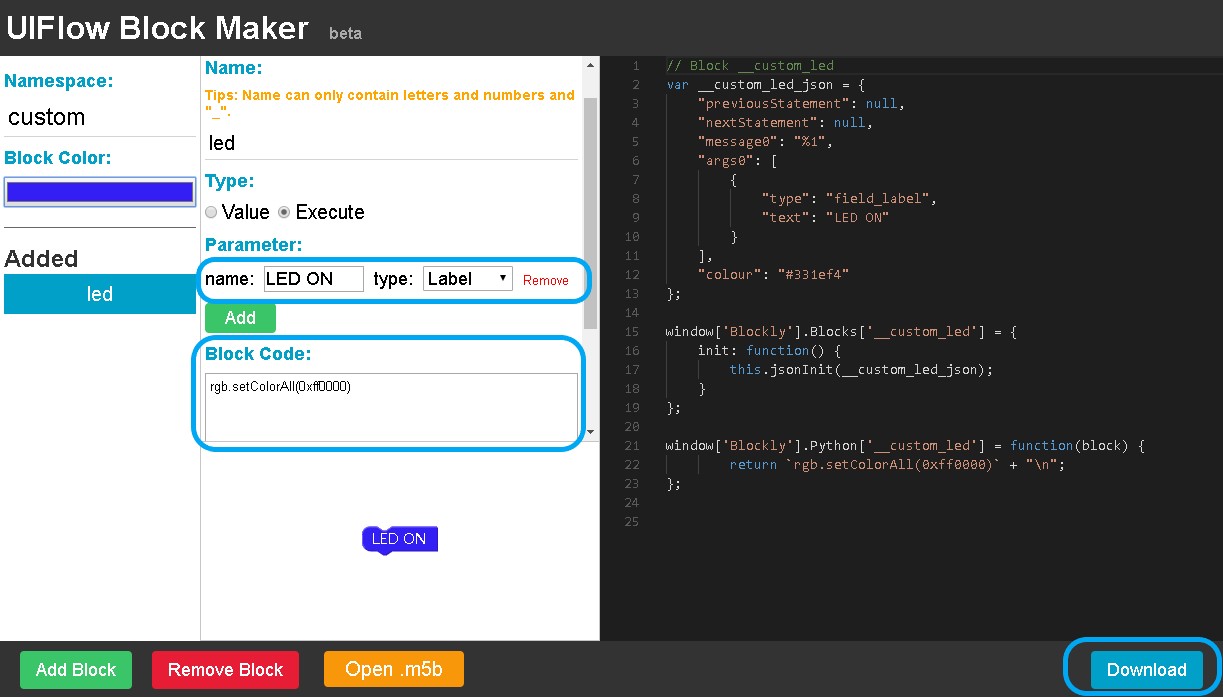 UIFlow Block Maker beta
Namespace:
custom
Block Color:
Added
led
Name:
Tips: Name can only contain letters and numbers and
"_".
led
Type:
Value Execute
Parameter:
name: LED ON type: Label Remove
Add
Block Code:
rgb.setColorAll(0xff0000)
LED ON
1 // Block __custom_led
2 var __custom_led_json = {
3 "previousStatement": null,
4 "nextStatement": null,
5 "message0": "%1",
6 "args0": [
7 {
8 "type": "field_label",
9 "text": "LED ON"
10 }
11 ],
12 "colour": "#331ef4"
13 };
14
15 window['Blockly'].Blocks['__custom_led'] = {
16 init: function() {
17 this.jsonInit(__custom_led_json);
18 }
19 };
20
21 window['Blockly'].Python['__custom_led'] = function(block) {
22 return `rgb.setColorAll(0xff0000)` + "\n";
23 };
24
25
Add Block Remove Block Open .m5b Download